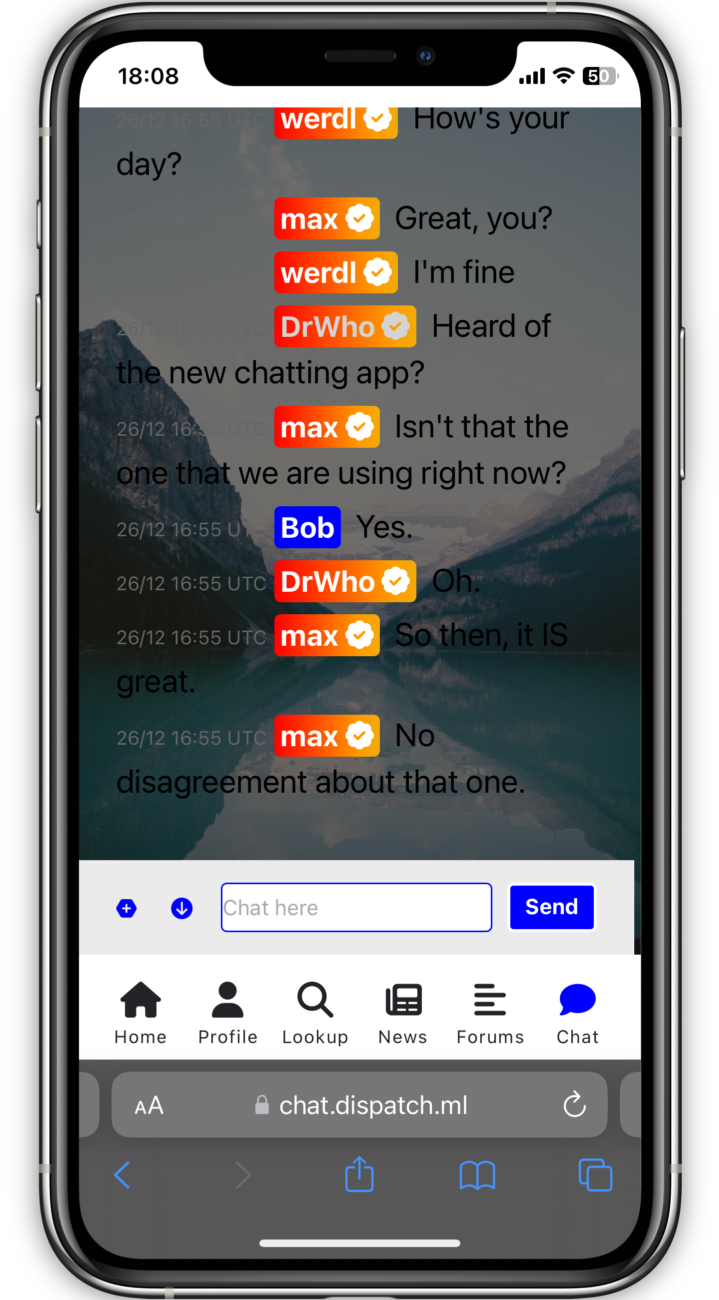 18:08 50
26/12 16:55 UTC werdl How's your
day?
max Great, you?
werdl I'm fine
26/12 16:55 UTC DrWho Heard of
the new chatting app?
26/12 16:55 UTC max Isn't that the
one that we are using right now?
26/12 16:55 UTC Bob Yes.
26/12 16:55 UTC DrWho Oh.
26/12 16:55 UTC max So then, it IS
great.
26/12 16:55 UTC max No
disagreement about that one.
Chat here Send
Home Profile Lookup News Forums Chat
AA chat.dispatch.ml